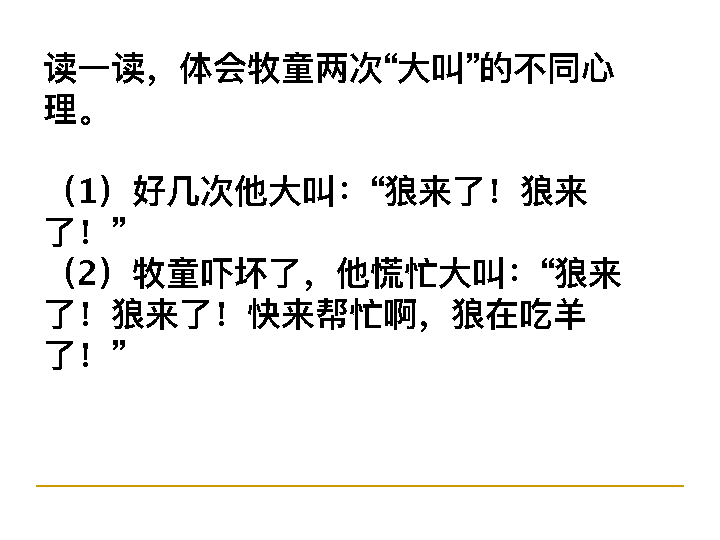 读一读，体会牧童两次“大叫”的不同心
理。
（1）好几次他大叫：“狼来了！狼来
了！”
（2）牧童吓坏了，他慌忙大叫：“狼来
了！狼来了！快来帮忙啊，狼在吃羊
了！”